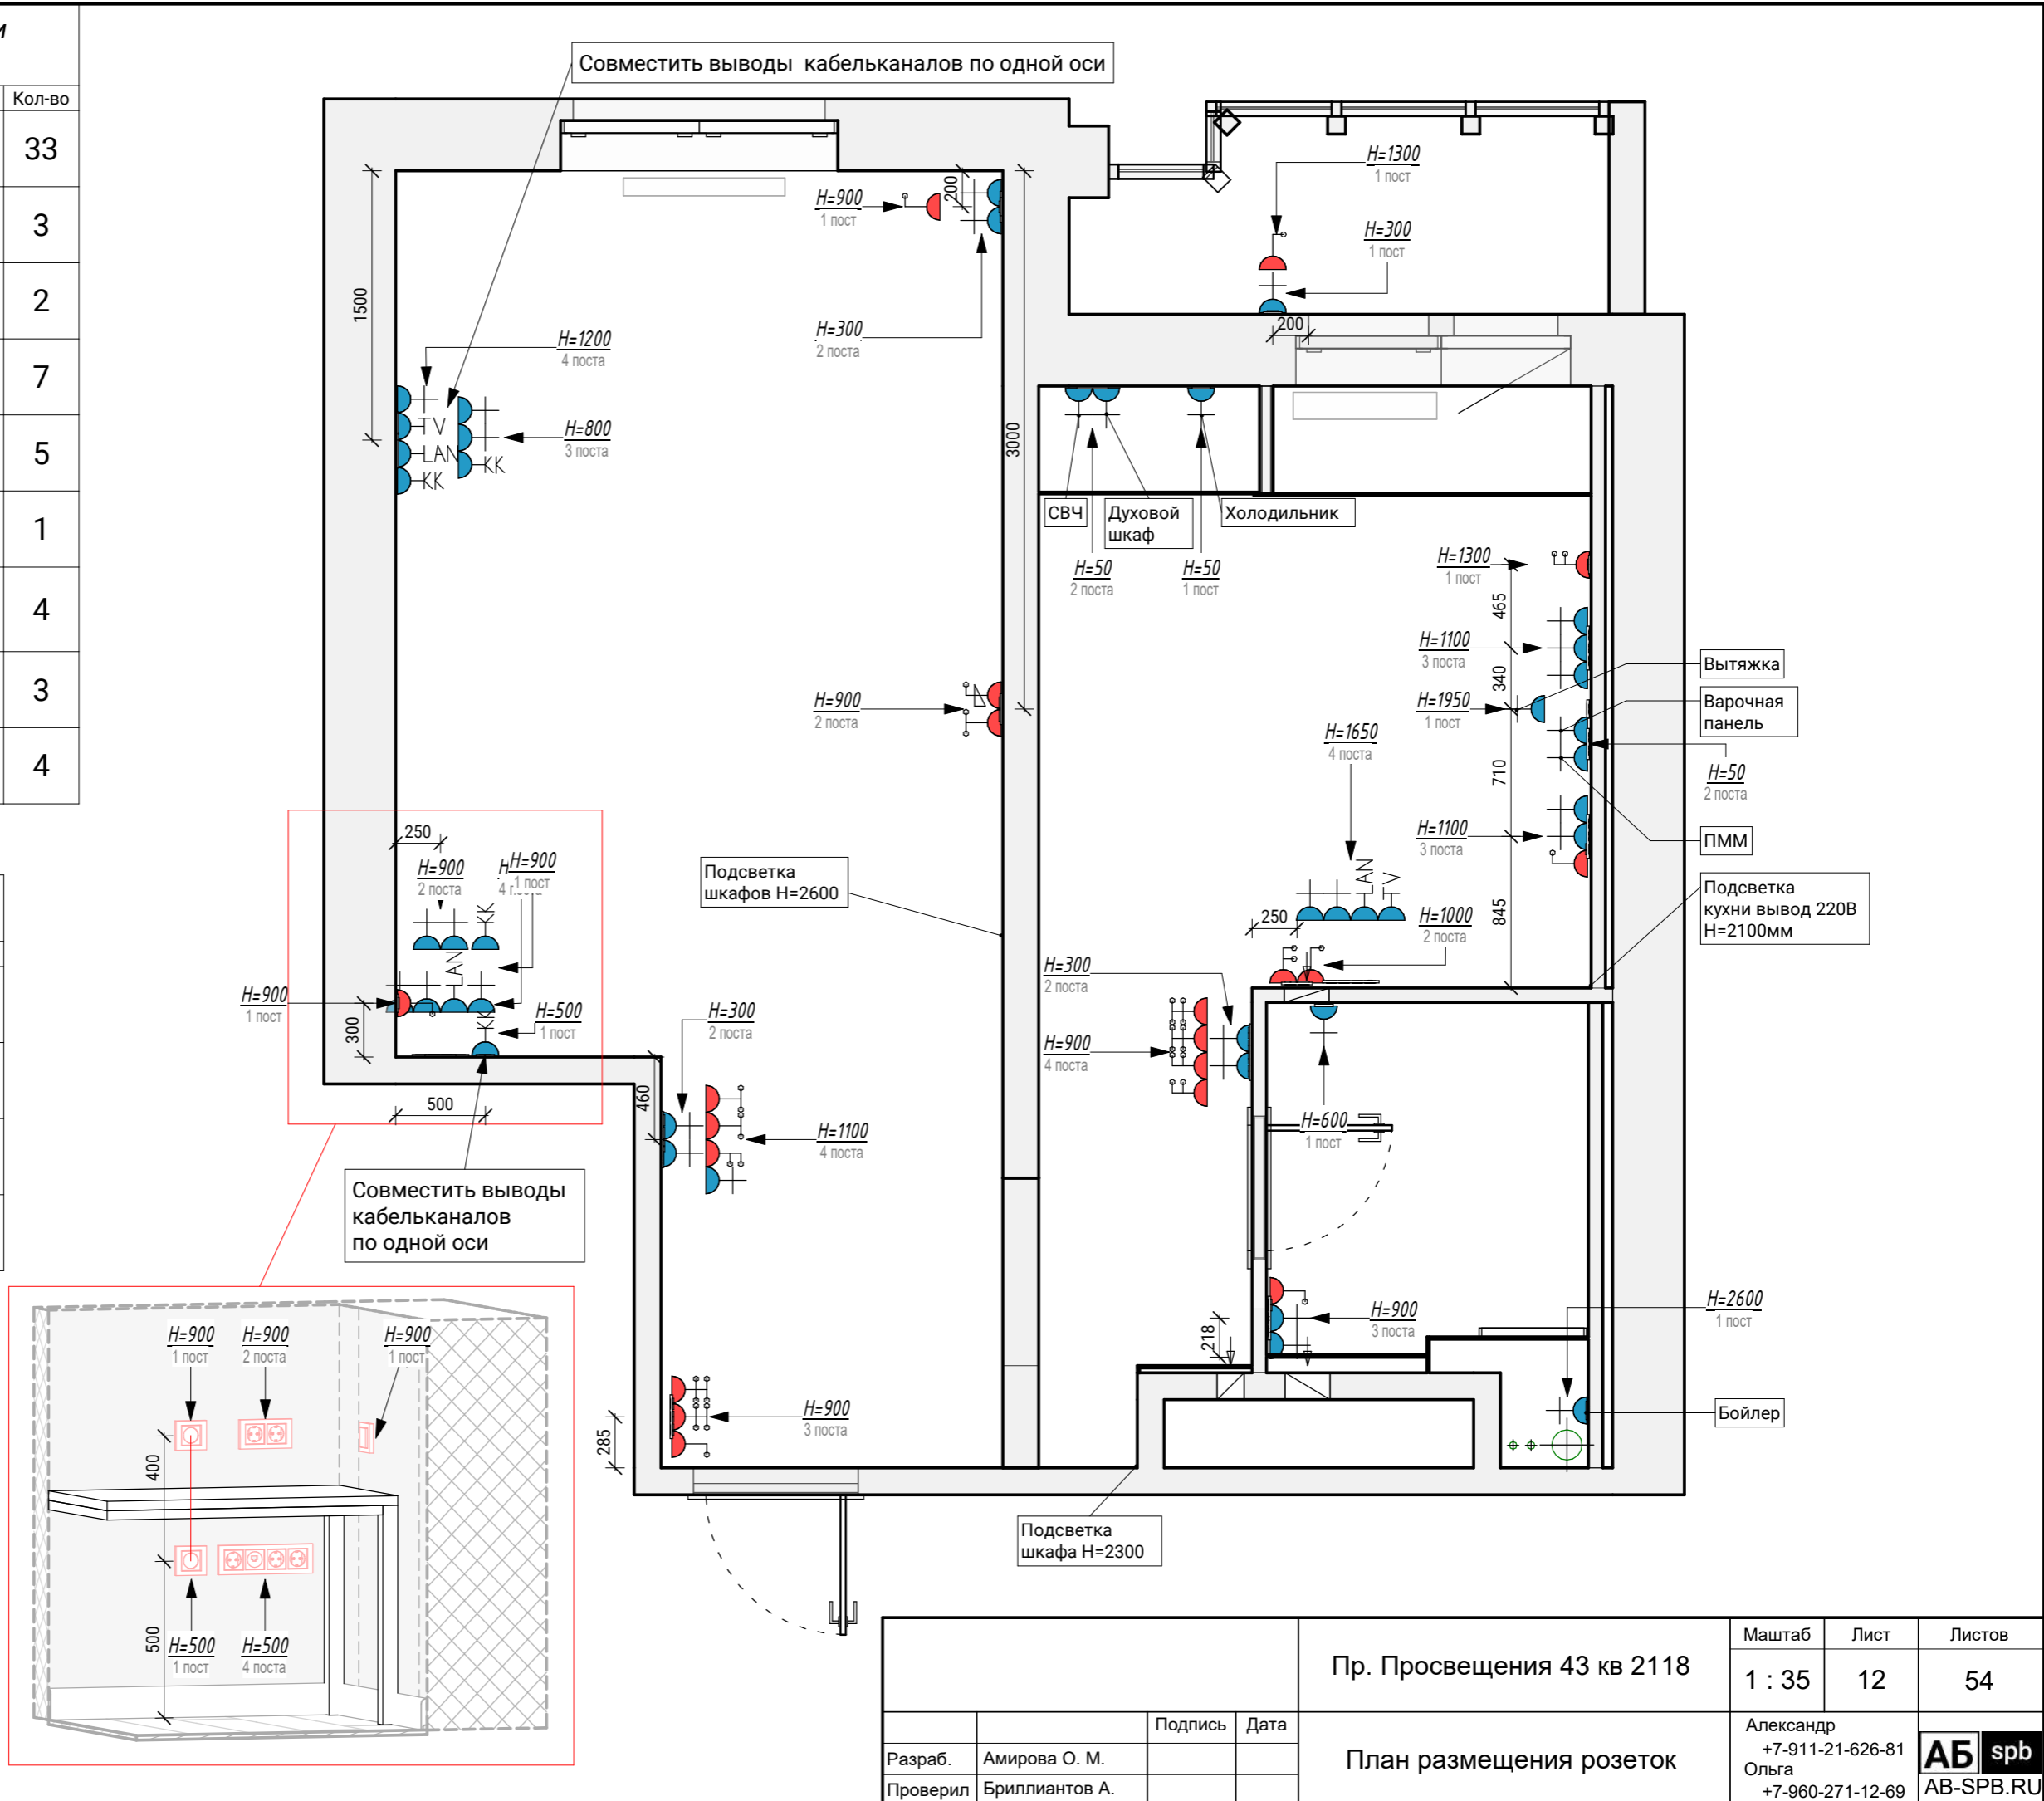 и
Кол-во
33
3
2
7
5
1
4
3
4
Совместить выводы кабельканалов по одной оси
H=900
1 пост
200
H=300
2 поста
1500
H=1200
4 поста
TV
LAN
КК
H=800
3 поста
КК
3000
H=1300
1 пост
H=300
1 пост
200
СВЧ
Духовой
шкаф
Холодильник
H=50
2 поста
H=50
1 пост
H=1300
1 пост
465
H=1100
3 поста
340
H=1950
1 пост
710
H=1100
3 поста
845
Вытяжка
Варочная
панель
H=50
2 поста
ПММ
Подсветка
кухни вывод 220В
H=2100мм
H=900
2 поста
H=1650
4 поста
LAN
TV
250
H=1000
2 поста
Подсветка
шкафов H=2600
250
H=900
2 поста
H=900
1 пост
КК
LAN
H=900
1 пост
300
H=500
1 пост
КК
500
H=300
2 поста
460
H=1100
4 поста
H=300
2 поста
H=900
4 поста
H=600
1 пост
Совместить выводы
кабельканалов
по одной оси
H=900
3 поста
218
H=2600
1 пост
Бойлер
H=900
3 поста
285
Подсветка
шкафа H=2300
H=900
1 пост
H=900
2 поста
H=900
1 пост
400
500
H=500
1 пост
H=500
4 поста
Пр. Просвещения 43 кв 2118
Маштаб
Лист
Листов
1 : 35
12
54
Подпись
Дата
Разраб.
Амирова О. М.
Проверил
Бриллиантов А.
План размещения розеток
Александр
+7-911-21-626-81
Ольга
+7-960-271-12-69
АБ spb
AB-SPB.RU